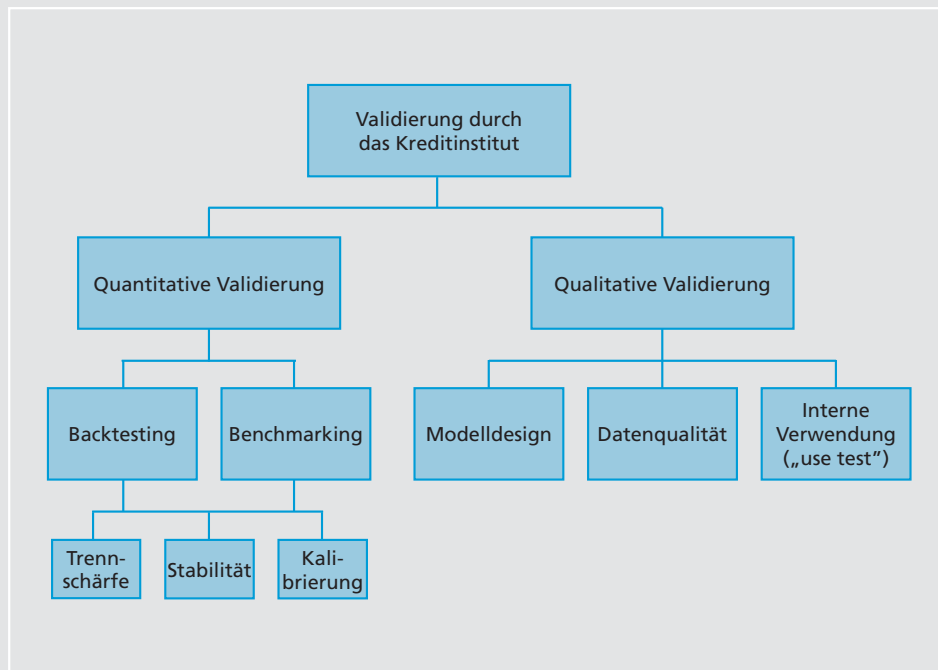 Validierung durch
das Kreditinstitut
Quantitative Validierung
Qualitative Validierung
Backtesting
Benchmarking
Modelldesign
Datenqualität
Interne
Verwendung
(„use test”)
Trenn-
schärfe
Stabilität
Kali-
brierung